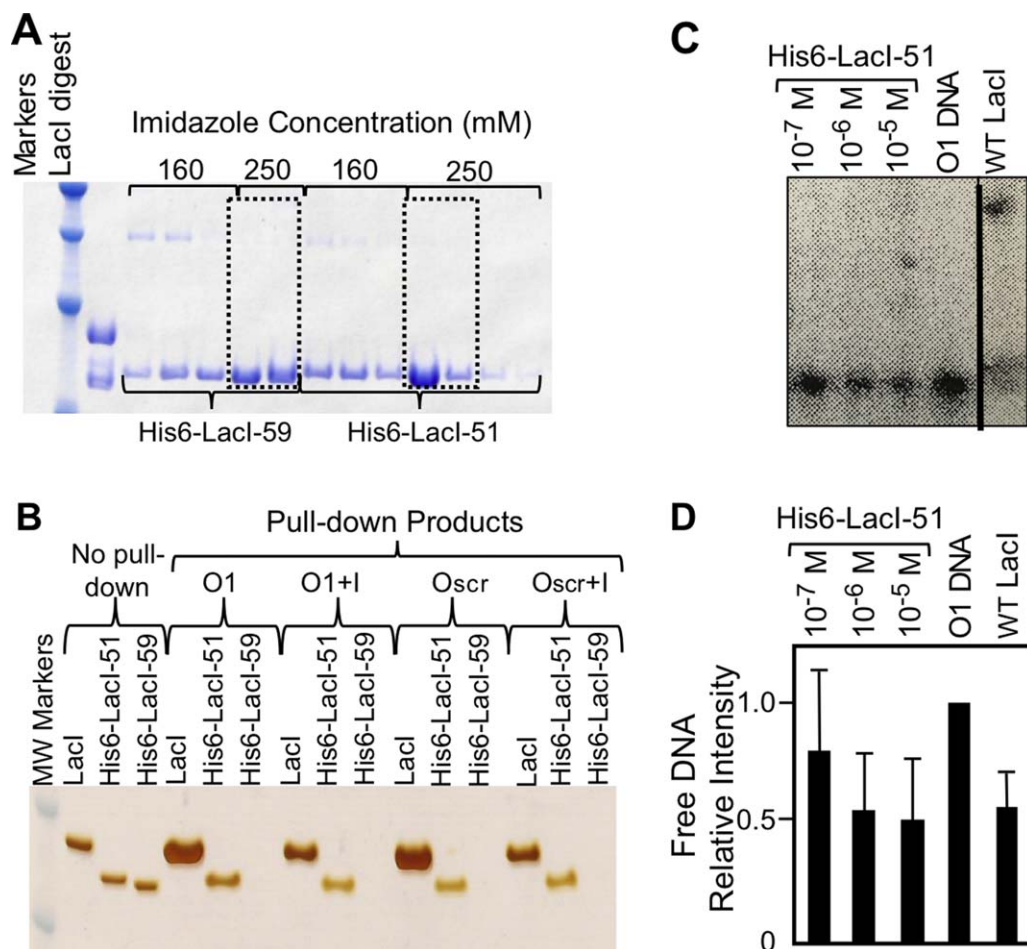 A
Markers
LacI digest
Imidazole Concentration (mM)
160
250
160
250
His6-LacI-59
His6-LacI-51
B
Pull-down Products
No pull-
down
O1
O1+I
Oscr
Oscr+I
MW Markers
LacI
His6-LacI-51
His6-LacI-59
LacI
His6-LacI-51
His6-LacI-59
LacI
His6-LacI-51
His6-LacI-59
LacI
His6-LacI-51
His6-LacI-59
LacI
His6-LacI-51
His6-LacI-59
C
His6-LacI-51
10⁻⁷ M
10⁻⁶ M
10⁻⁵ M
O1 DNA
WT LacI
D
His6-LacI-51
10⁻⁷ M
10⁻⁶ M
10⁻⁵ M
O1 DNA
WT LacI
Free DNA
Relative Intensity
1.0
0.5
0